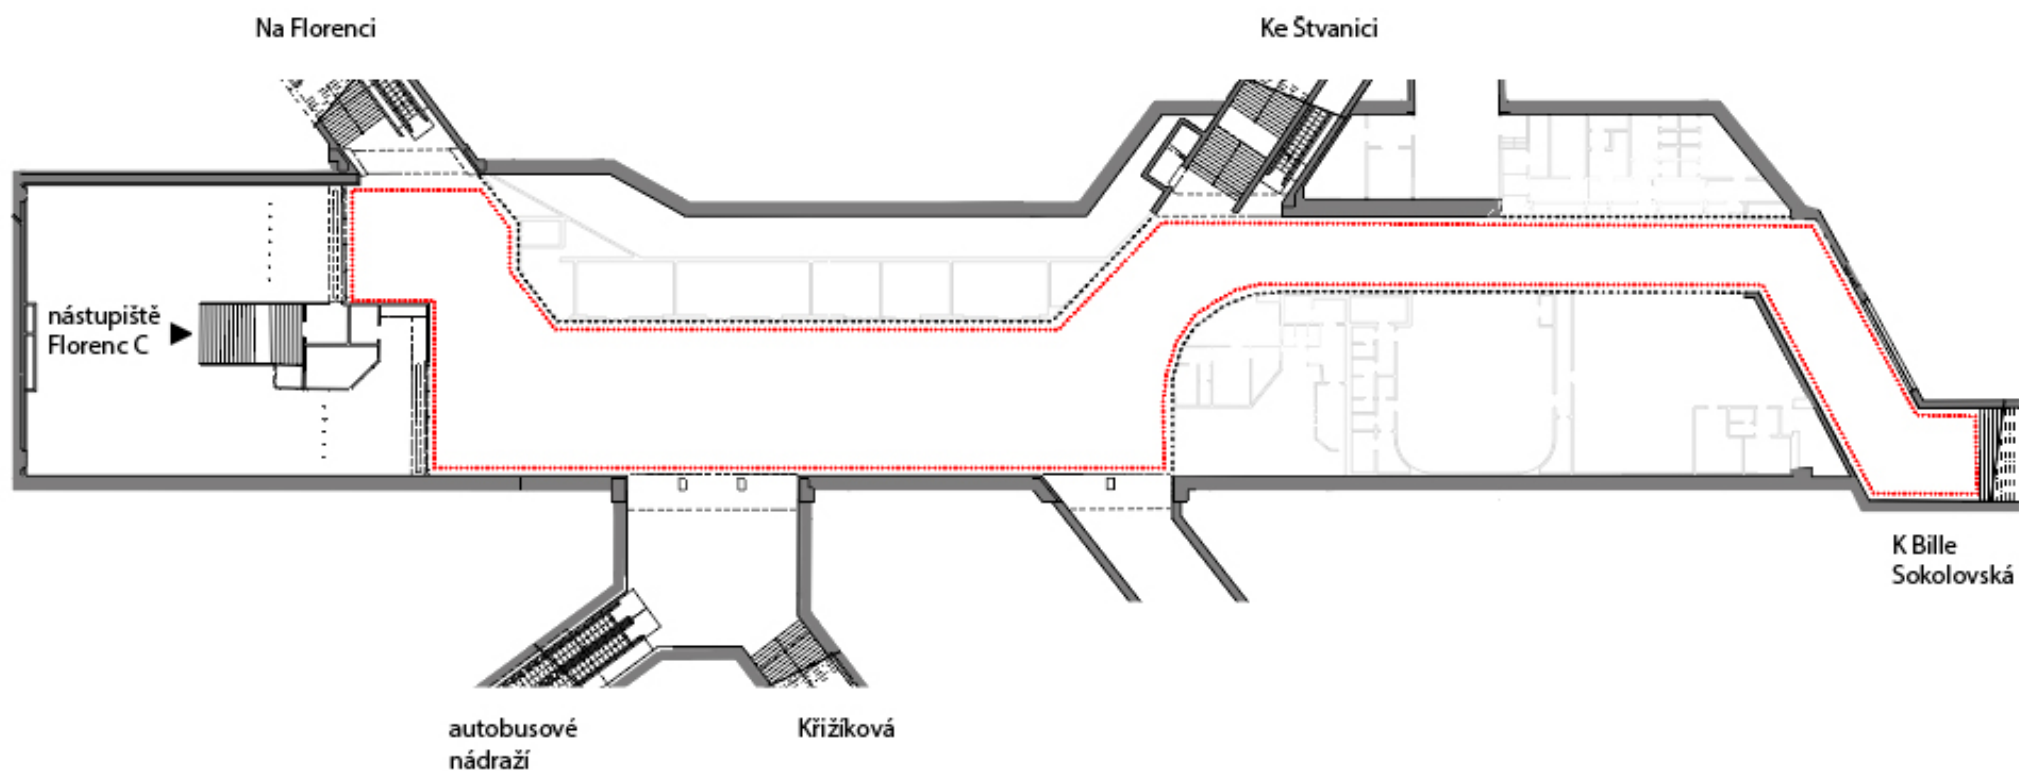 Na Florenci
Ke Štvanici
nástupiště
Florenc C
K Bille
Sokolovská
autobusové
nádraží
Křižíková